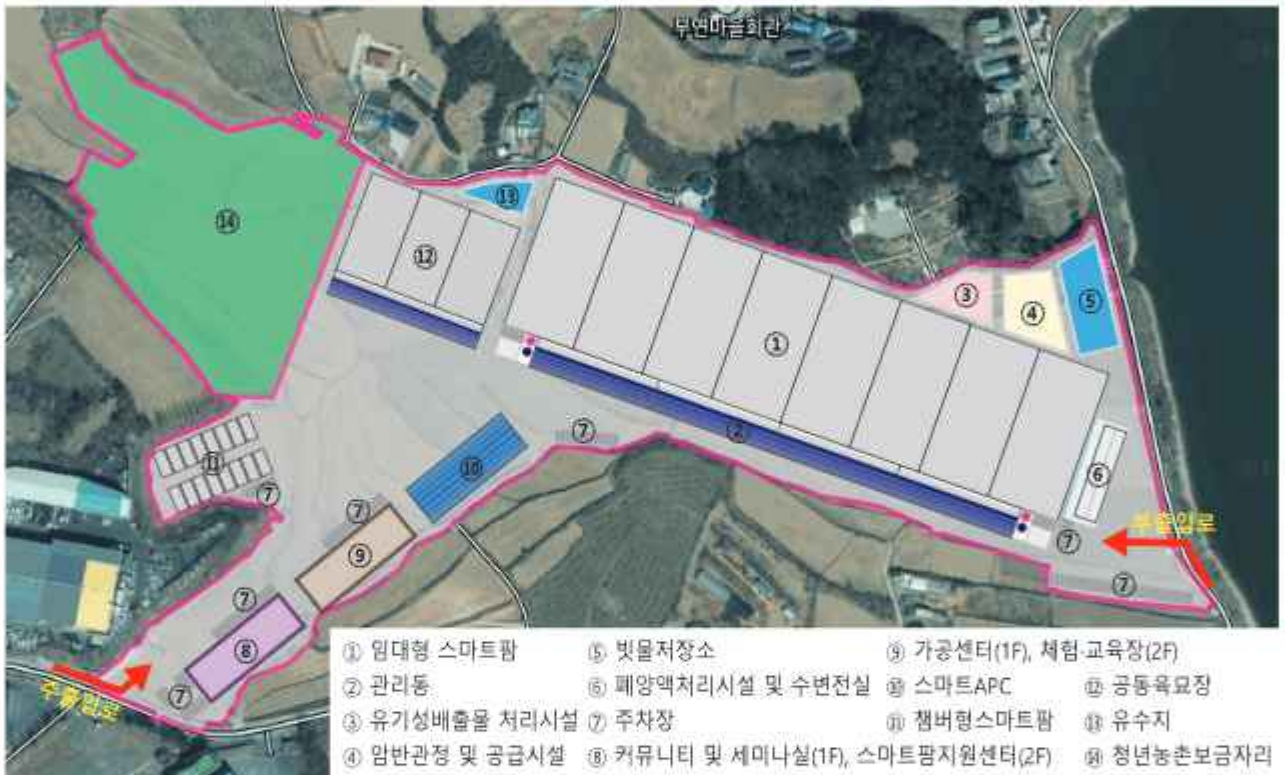 부연마을회관
⑬
⑭
⑫
③
④
⑤
①
⑦
②
⑪
⑩
⑥
⑦
⑦
부출입로
⑦
⑨
⑦
⑦
⑧
⑦
주출입로
① 임대형 스마트팜 ⑤ 빗물저장소 ⑨ 가공센터(1F), 체험·교육장(2F)
② 관리동 ⑥ 폐양액처리시설 및 수변전실 ⑩ 스마트APC ⑫ 공동육묘장
③ 유기성배출물 처리시설 ⑦ 주차장 ⑪ 챔버형스마트팜 ⑬ 유수지
④ 암반관정 및 공급시설 ⑧ 커뮤니티 및 세미나실(1F), 스마트팜지원센터(2F) ⑭ 청년농촌보금자리